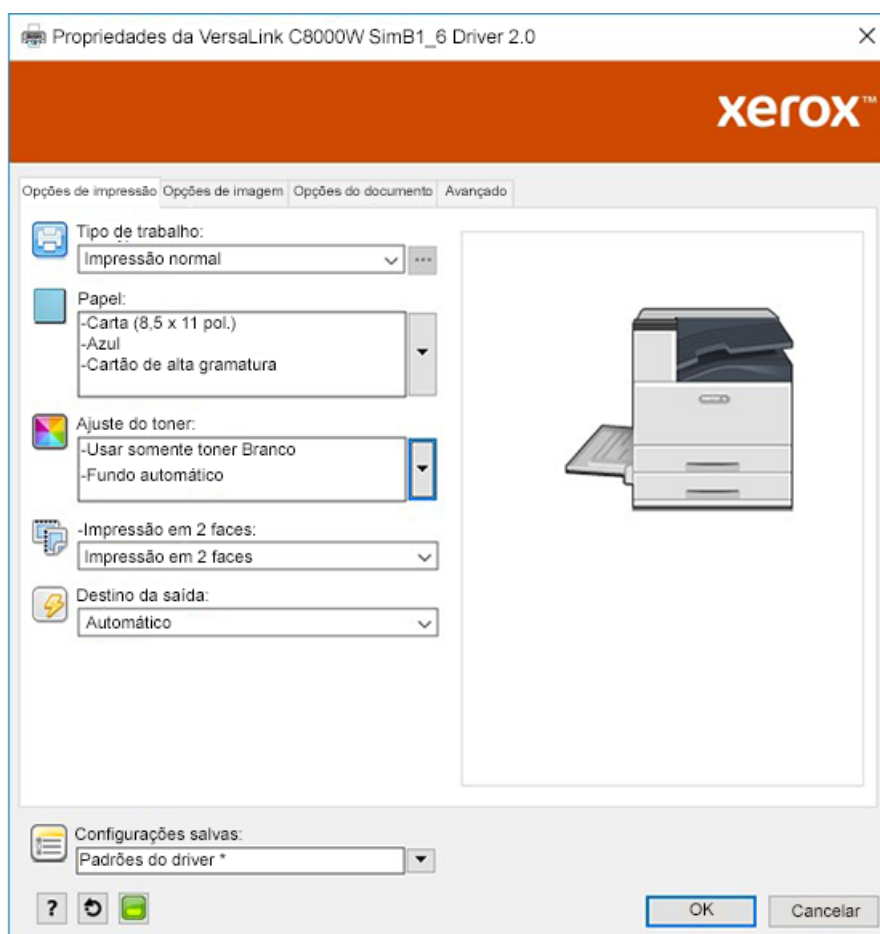 Propriedades da VersaLink C8000W SimB1_6 Driver 2.0
xerox™
Opções de impressão Opções de imagem Opções do documento Avançado
Tipo de trabalho:
Impressão normal
Papel:
-Carta (8,5 x 11 pol.)
-Azul
-Cartão de alta gramatura
Ajuste do toner:
-Usar somente toner Branco
-Fundo automático
-Impressão em 2 faces:
Impressão em 2 faces
Destino da saída:
Automático
Configurações salvas:
Padrões do driver *
?
OK Cancelar